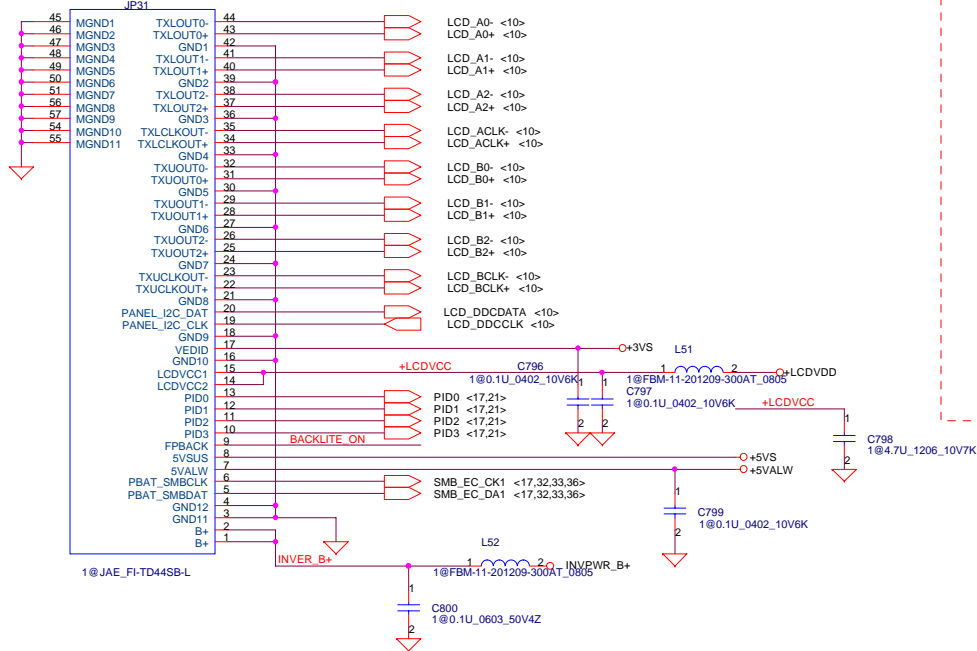 JP31
45 MGND1 TXLOUT0- 44 LCD_A0- <10>
46 MGND2 TXLOUT0+ 43 LCD_A0+ <10>
47 MGND3 GND1 42
48 MGND4 TXLOUT1- 41 LCD_A1- <10>
49 MGND5 TXLOUT1+ 40 LCD_A1+ <10>
50 MGND6 GND2 39
51 MGND7 TXLOUT2- 38 LCD_A2- <10>
56 MGND8 TXLOUT2+ 37 LCD_A2+ <10>
57 MGND9 GND3 36
54 MGND10 TXLCLKOUT- 35 LCD_ACLK- <10>
55 MGND11 TXLCLKOUT+ 34 LCD_ACLK+ <10>
GND4 33
TXUOUT0- 32 LCD_B0- <10>
TXUOUT0+ 31 LCD_B0+ <10>
GND5 30
TXUOUT1- 29 LCD_B1- <10>
TXUOUT1+ 28 LCD_B1+ <10>
GND6 27
TXUOUT2- 26 LCD_B2- <10>
TXUOUT2+ 25 LCD_B2+ <10>
GND7 24
TXUCLKOUT- 23 LCD_BCLK- <10>
TXUCLKOUT+ 22 LCD_BCLK+ <10>
GND8 21
PANEL_I2C_DAT 20 LCD_DDCDATA <10>
PANEL_I2C_CLK 19 LCD_DDCCLK <10>
GND9 18
VEDID 17 +3VS L51
GND10 16
LCDVCC1 15 +LCDVCC C796 1 2 +LCDVDD
LCDVCC2 14 1@0.1U_0402_10V6K 1 1 1@FBM-11-201209-300AT_0805
PID0 13 PID0 <17,21> C797
PID1 12 PID1 <17,21> 2 2 1@0.1U_0402_10V6K +LCDVCC
PID2 11 PID2 <17,21> 1
PID3 10 PID3 <17,21> C798
FPBACK 9 BACKLITE_ON 1@4.7U_1206_10V7K
5VSUS 8 +5VS 2
5VALW 7 +5VALW
PBAT_SMBCLK 6 SMB_EC_CK1 <17,32,33,36> 1
PBAT_SMBDAT 5 SMB_EC_DA1 <17,32,33,36>
GND12 4 C799
GND11 3 1@0.1U_0402_10V6K
B+ 2 2
B+ 1 L52
INVER_B+ 1 2 INVPWR_B+
1@JAE_FI-TD44SB-L 1@FBM-11-201209-300AT_0805
1
C800
1@0.1U_0603_50V4Z
2